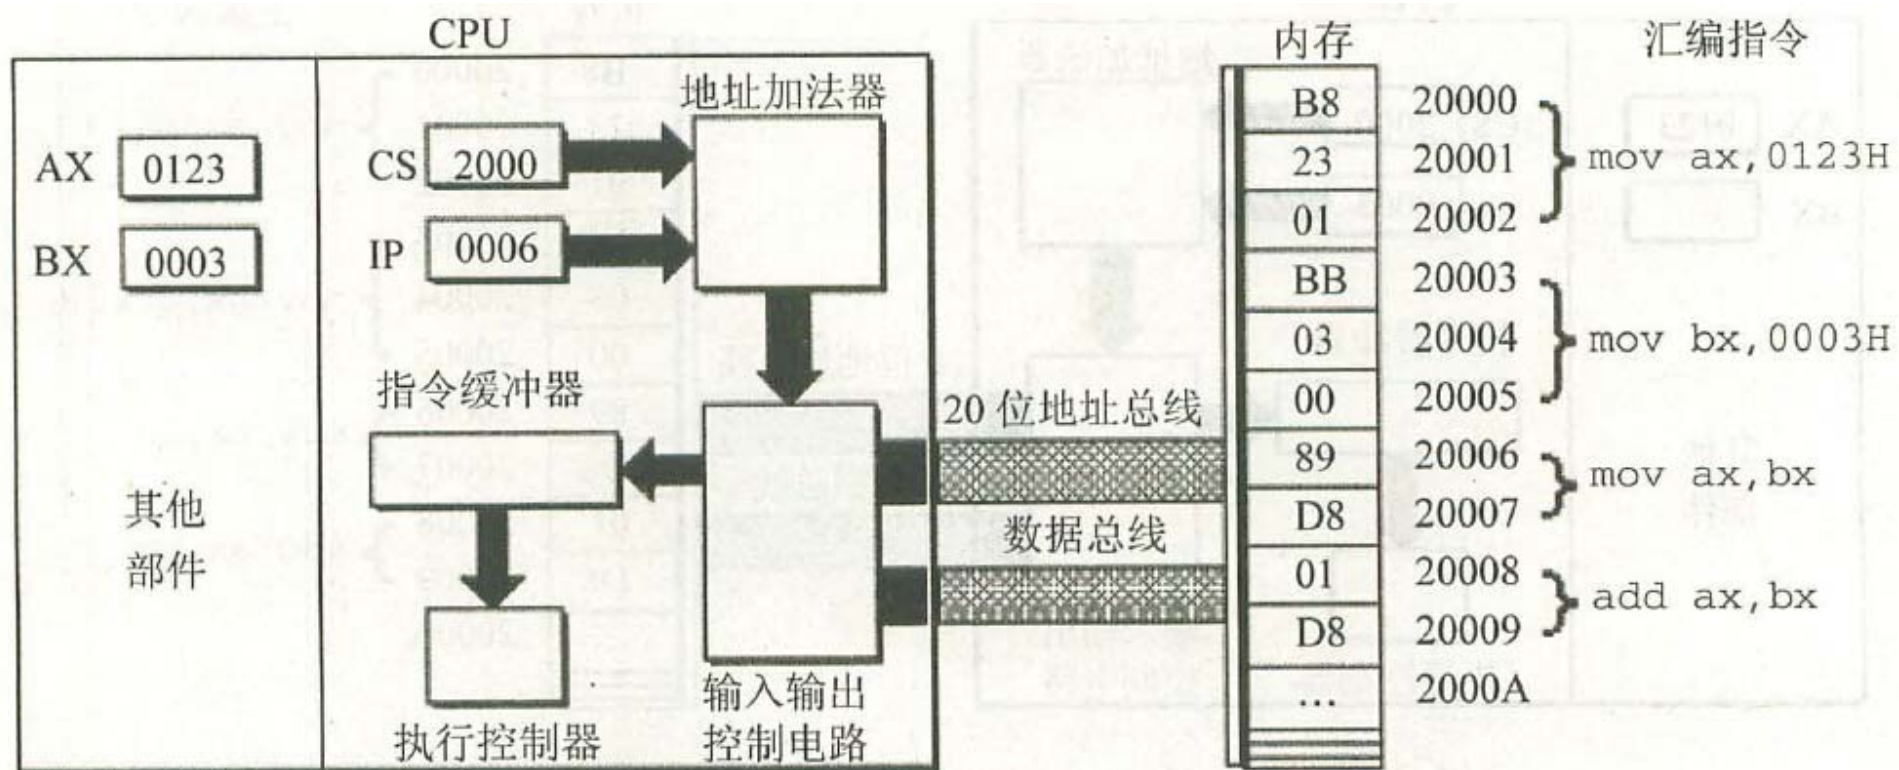 CPU
AX 0123
BX 0003
其他
部件
地址加法器
CS 2000
IP 0006
指令缓冲器
执行控制器
输入输出
控制电路
20 位地址总线
数据总线
内存
汇编指令
B8 20000
23 20001
01 20002
mov ax,0123H
BB 20003
03 20004
00 20005
mov bx,0003H
89 20006
D8 20007
mov ax,bx
01 20008
D8 20009
add ax,bx
… 2000A